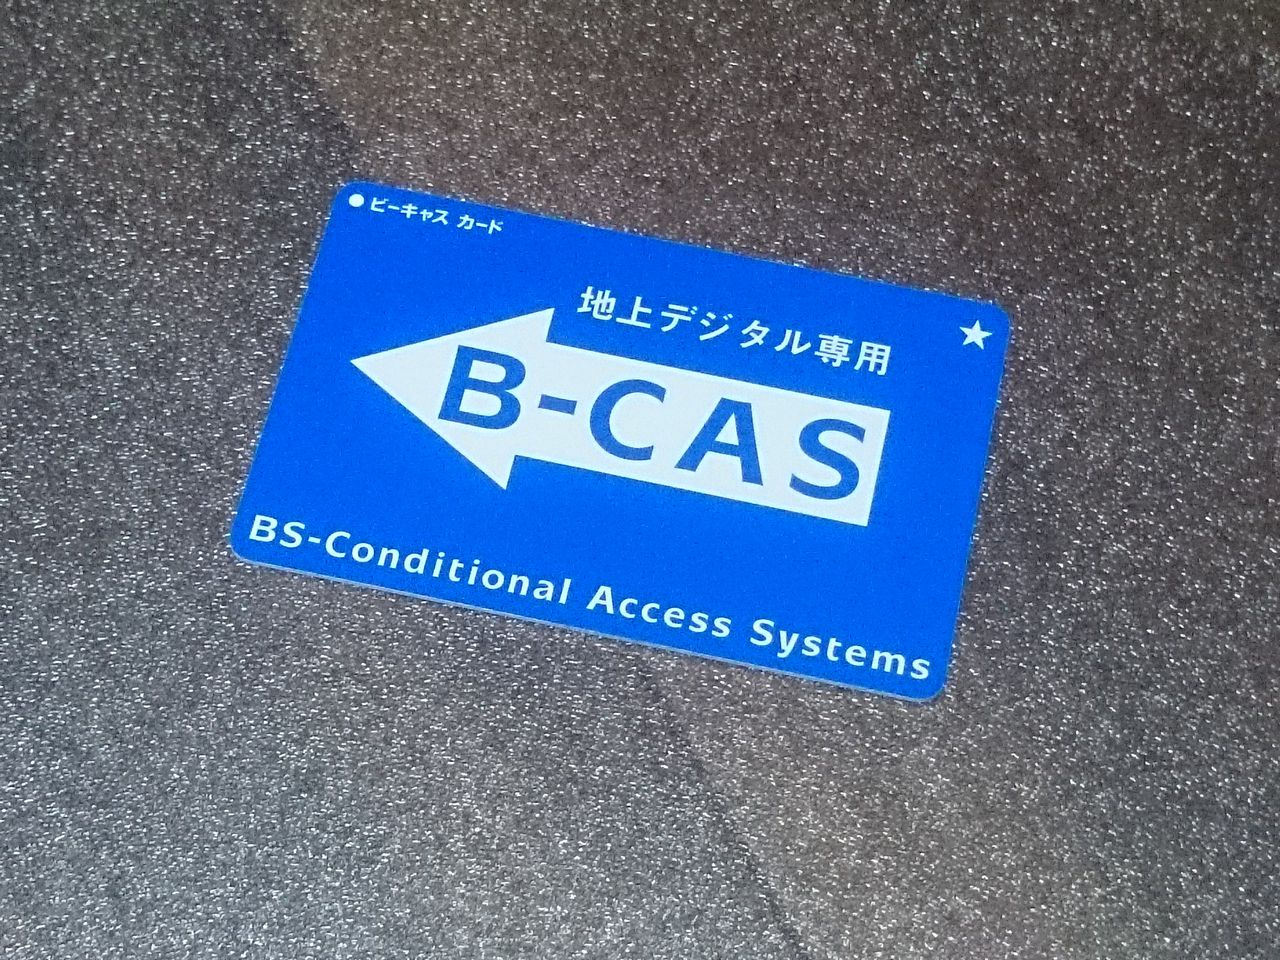 ●ビーキャス カード
地上デジタル専用
★
B-CAS
BS-Conditional Access Systems